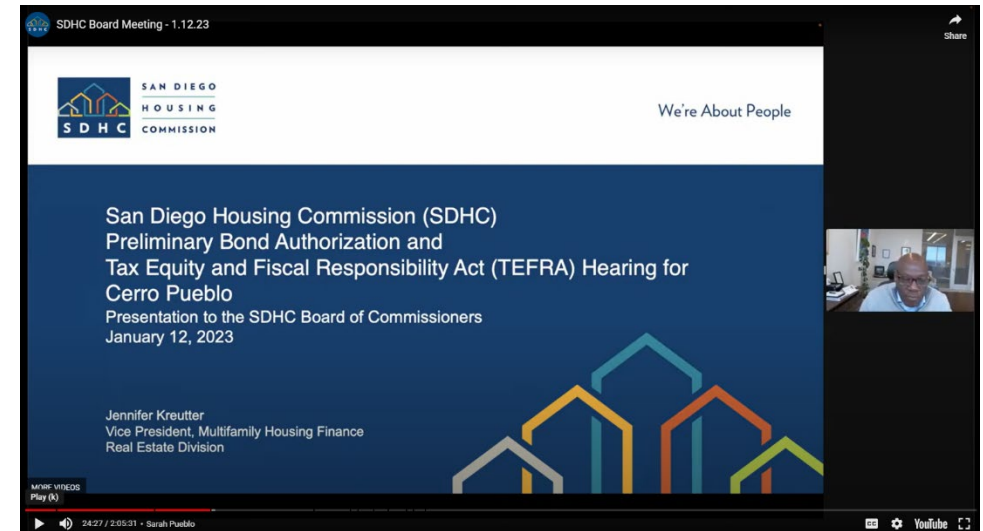 SDHC Board Meeting - 1.12.23
Share
SAN DIEGO
HOUSING
COMMISSION
SDHC
We're About People
San Diego Housing Commission (SDHC)
Preliminary Bond Authorization and
Tax Equity and Fiscal Responsibility Act (TEFRA) Hearing for
Cerro Pueblo
Presentation to the SDHC Board of Commissioners
January 12, 2023
Jennifer Kreutter
Vice President, Multifamily Housing Finance
Real Estate Division
MORE VIDEOS
Play (k)
24:27 / 2:05:31 • Sarah Pueblo
CC
YouTube